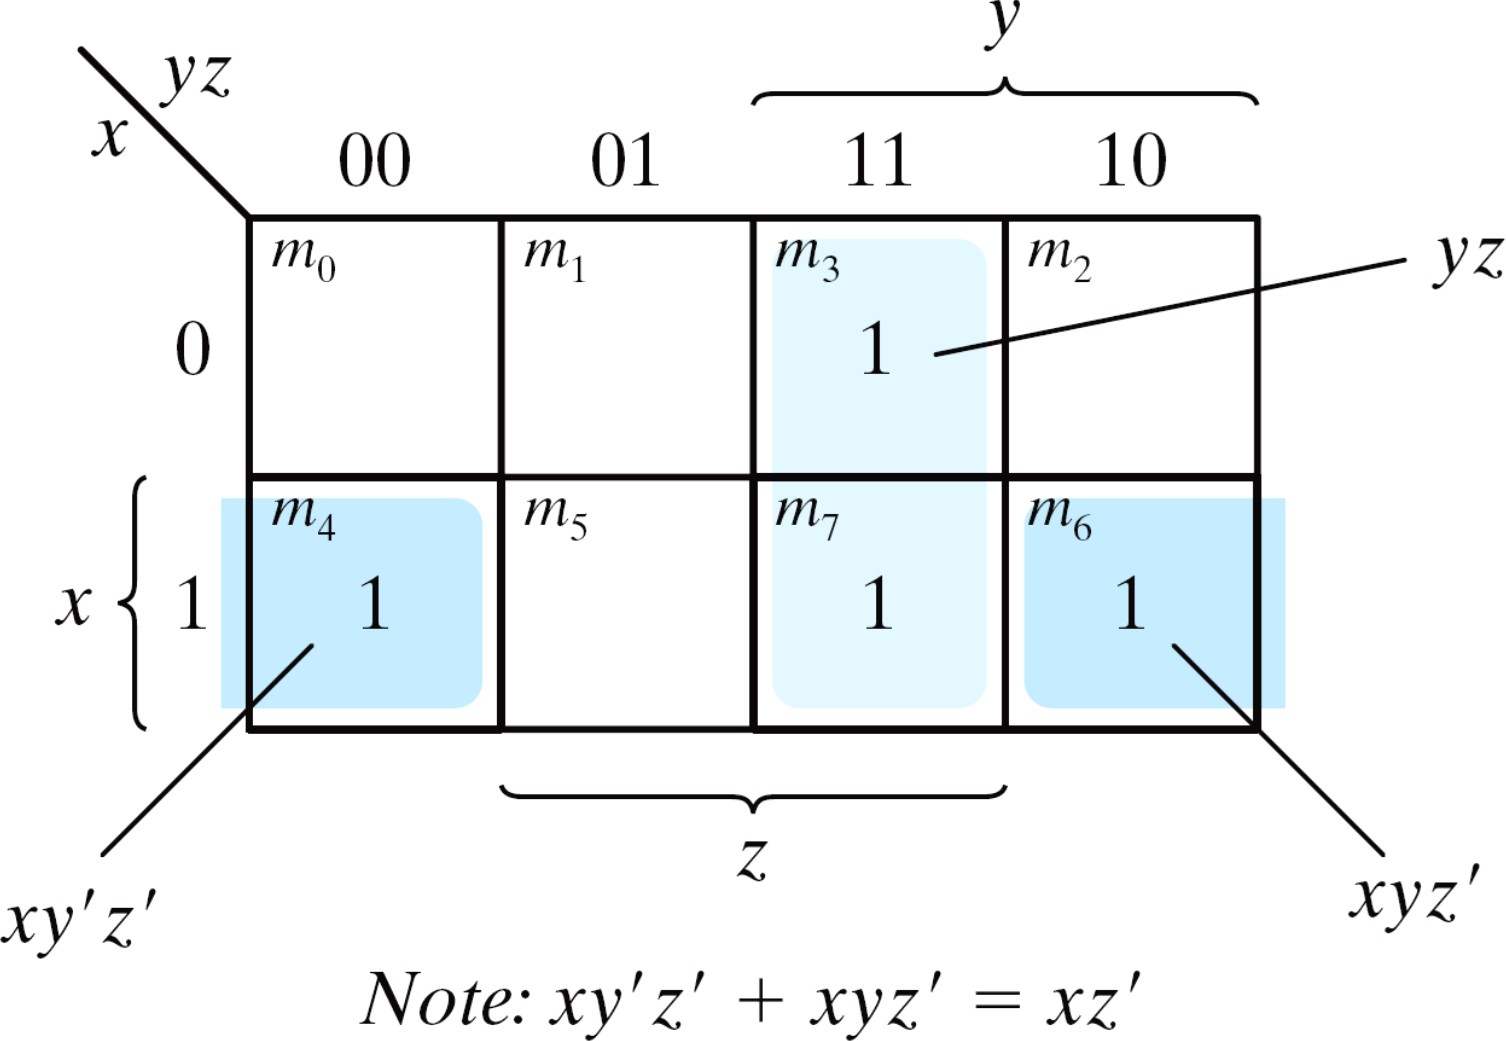 y
yz
x
00 01 11 10
m₀ m₁ m₃ m₂
yz
0 1
m₄ m₅ m₇ m₆
x 1 1 1 1
z
xy′z′ xyz′
Note: xy′z′ + xyz′ = xz′